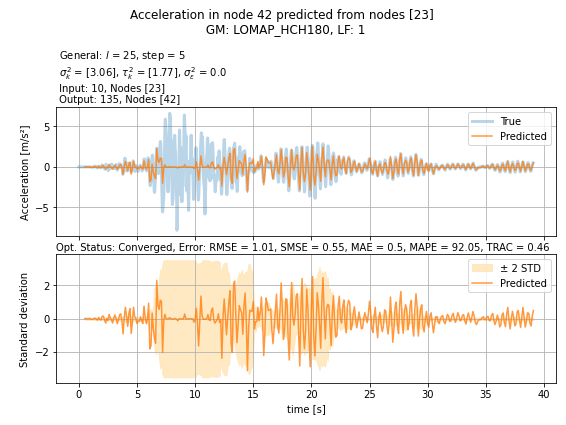 Acceleration in node 42 predicted from nodes [23]
GM: LOMAP_HCH180, LF: 1
General: l = 25, step = 5
σ²ₖ = [3.06], τ²ₖ = [1.77], σ²ε = 0.0
Input: 10, Nodes [23]
Output: 135, Nodes [42]
Acceleration [m/s²]
5
0
−5
True
Predicted
Opt. Status: Converged, Error: RMSE = 1.01, SMSE = 0.55, MAE = 0.5, MAPE = 92.05, TRAC = 0.46
Standard deviation
2
0
−2
± 2 STD
Predicted
0 5 10 15 20 25 30 35 40
time [s]